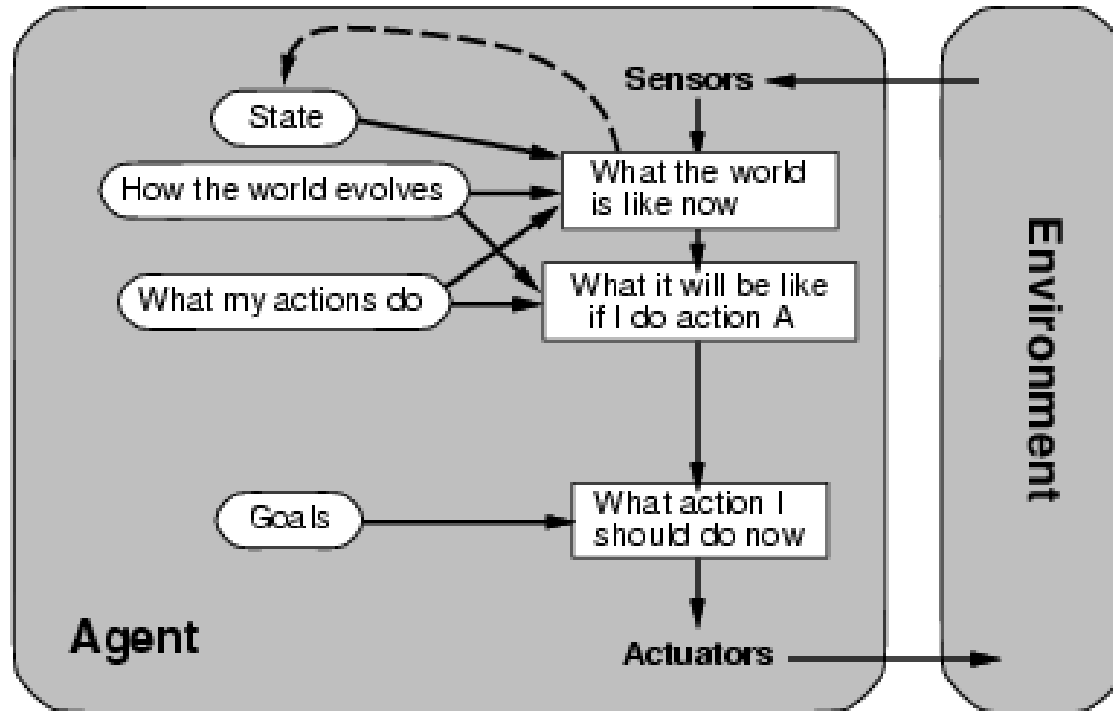 Sensors
State
What the world
is like now
How the world evolves
What my actions do
What it will be like
if I do action A
Goals
What action I
should do now
Agent
Actuators
Environment